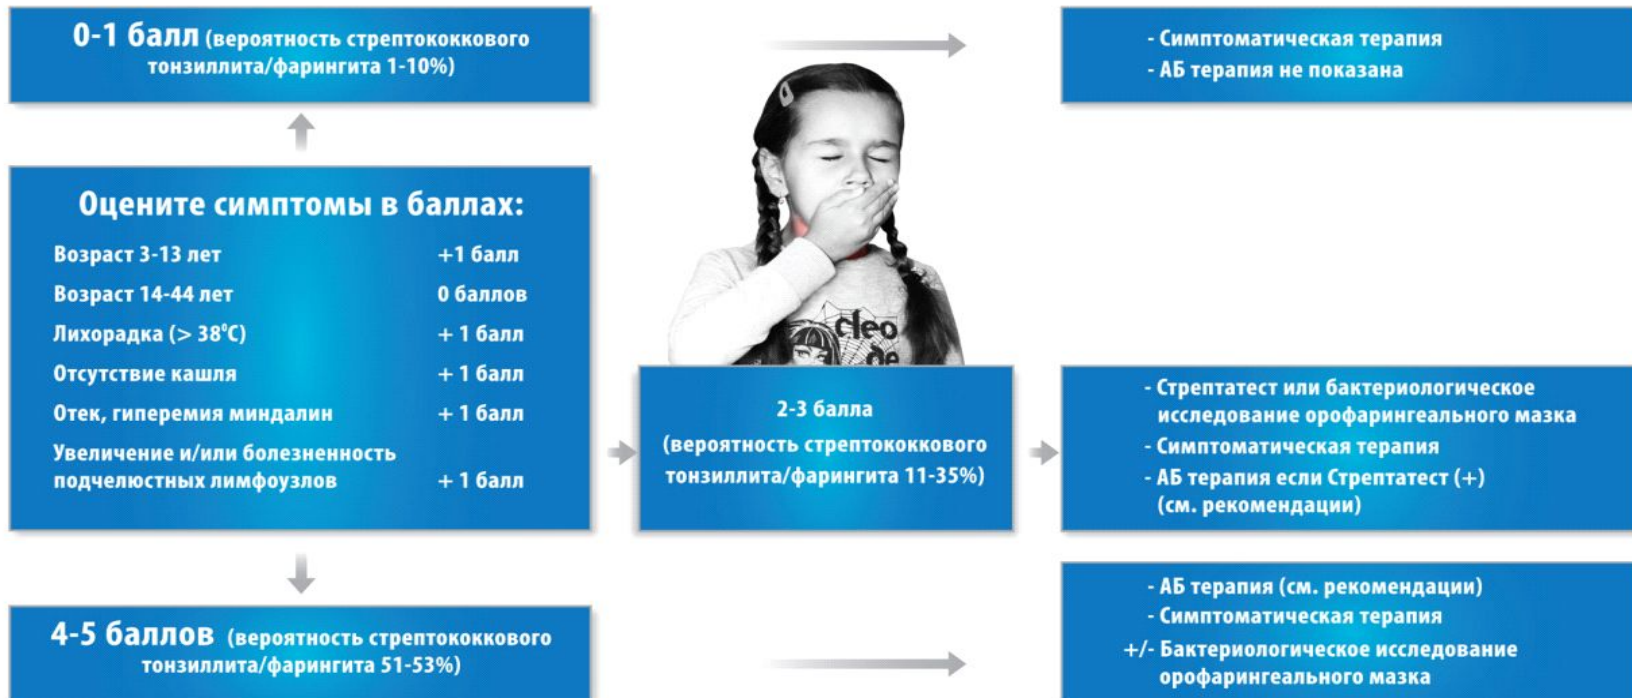 0-1 балл (вероятность стрептококкового
тонзиллита/фарингита 1-10%)
- Симптоматическая терапия
- АБ терапия не показана
Оцените симптомы в баллах:
Возраст 3-13 лет +1 балл
Возраст 14-44 лет 0 баллов
Лихорадка (> 38⁰C) + 1 балл
Отсутствие кашля + 1 балл
Отек, гиперемия миндалин + 1 балл
Увеличение и/или болезненность
подчелюстных лимфоузлов + 1 балл
cleo
de
2-3 балла
(вероятность стрептококкового
тонзиллита/фарингита 11-35%)
- Стрептатест или бактериологическое
исследование орофарингеального мазка
- Симптоматическая терапия
- АБ терапия если Стрептатест (+)
(см. рекомендации)
4-5 баллов (вероятность стрептококкового
тонзиллита/фарингита 51-53%)
- АБ терапия (см. рекомендации)
- Симптоматическая терапия
+/- Бактериологическое исследование
орофарингеального мазка